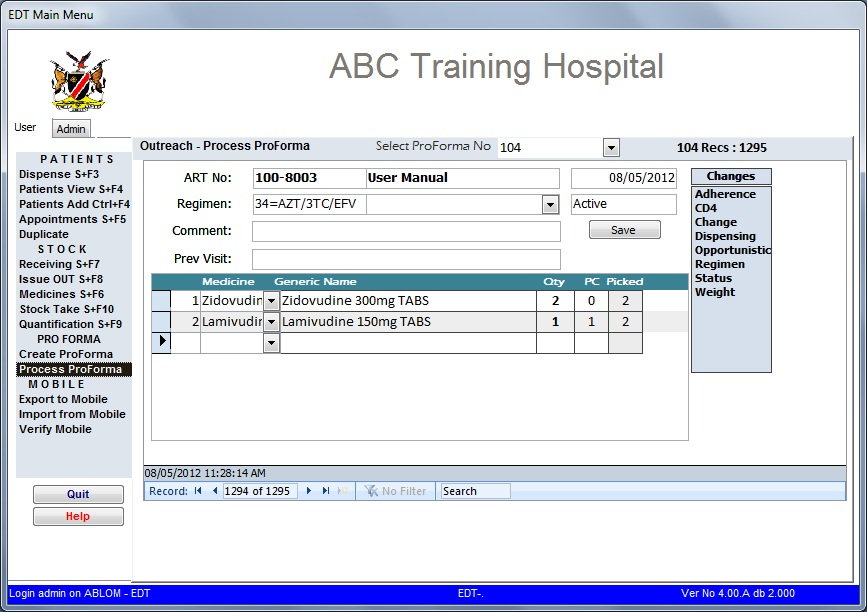 EDT Main Menu
ABC Training Hospital
User Admin
Outreach - Process ProForma Select ProForma No 104 104 Recs : 1295
PATIENTS
Dispense S+F3
Patients View S+F4
Patients Add Ctrl+F4
Appointments S+F5
Duplicate
STOCK
Receiving S+F7
Issue OUT S+F8
Medicines S+F6
Stock Take S+F10
Quantification S+F9
PRO FORMA
Create ProForma
Process ProForma
MOBILE
Export to Mobile
Import from Mobile
Verify Mobile
Quit
Help
ART No: 100-8003 User Manual 08/05/2012
Regimen: 34=AZT/3TC/EFV Active
Comment: Save
Prev Visit:
Changes
Adherence
CD4
Change
Dispensing
Opportunistic
Regimen
Status
Weight
Medicine Generic Name Qty PC Picked
1 Zidovudin Zidovudine 300mg TABS 2 0 2
2 Lamivudir Lamivudine 150mg TABS 1 1 2
08/05/2012 11:28:14 AM
Record: 1294 of 1295 No Filter Search
Login admin on ABLOM - EDT EDT-. Ver No 4.00.A db 2.000